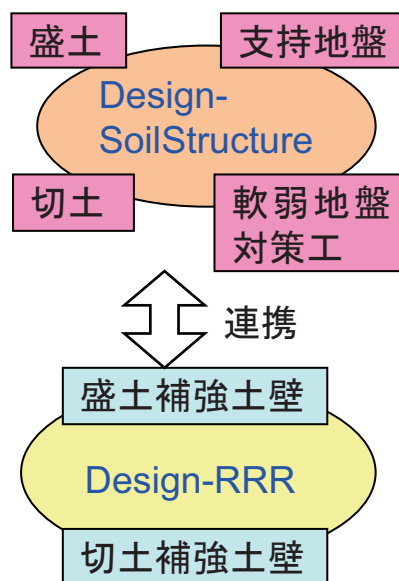 盛土
支持地盤
Design-
SoilStructure
切土
軟弱地盤
対策工
連携
盛土補強土壁
Design-RRR
切土補強土壁